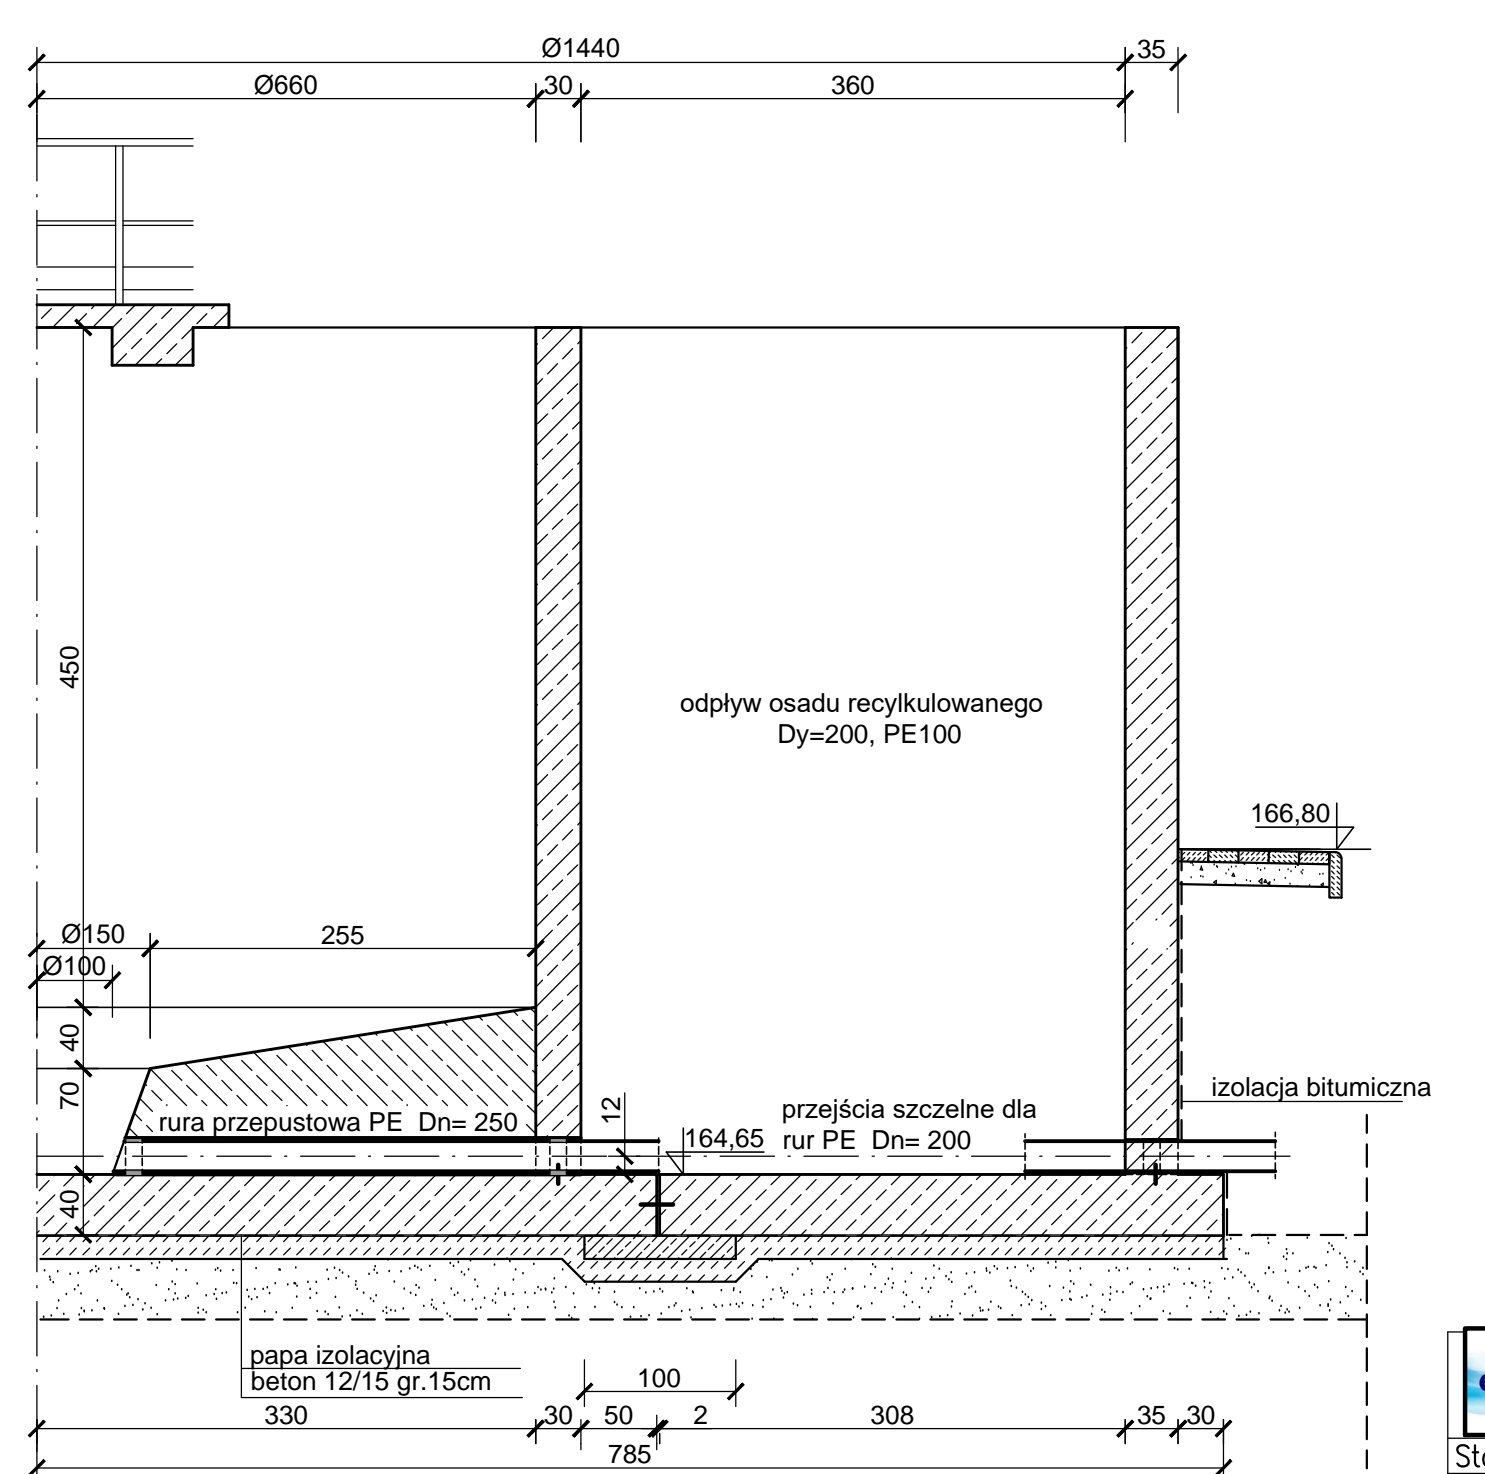 Ø1440
35
Ø660
30
360
450
odpływ osadu recylkulowanego
Dy=200, PE100
166,80
Ø150
255
Ø100
40
70
izolacja bitumiczna
12
przejścia szczelne dla
rura przepustowa PE Dn= 250
164,65
rur PE Dn= 200
40
papa izolacyjna
beton 12/15 gr.15cm
100
330
30
50
2
308
35
30
785